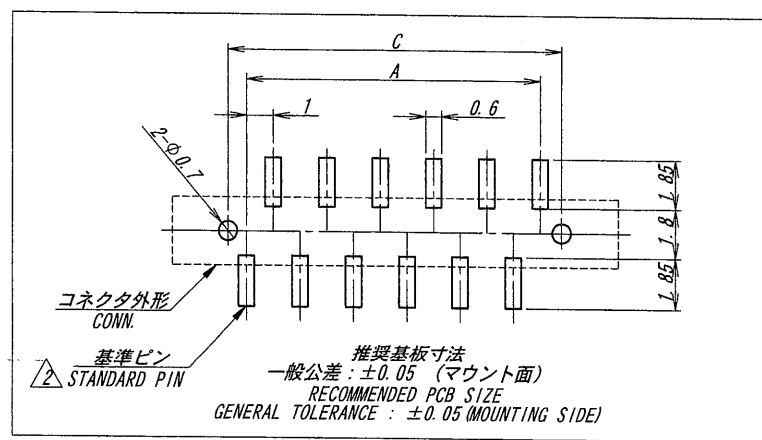 C
A
1
0.6
2-Φ0.7
1.85
1.8
1.85
コネクタ外形
CONN.
基準ピン
2 STANDARD PIN
推奨基板寸法
一般公差:±0.05 (マウント面)
RECOMMENDED PCB SIZE
GENERAL TOLERANCE : ±0.05(MOUNTING SIDE)